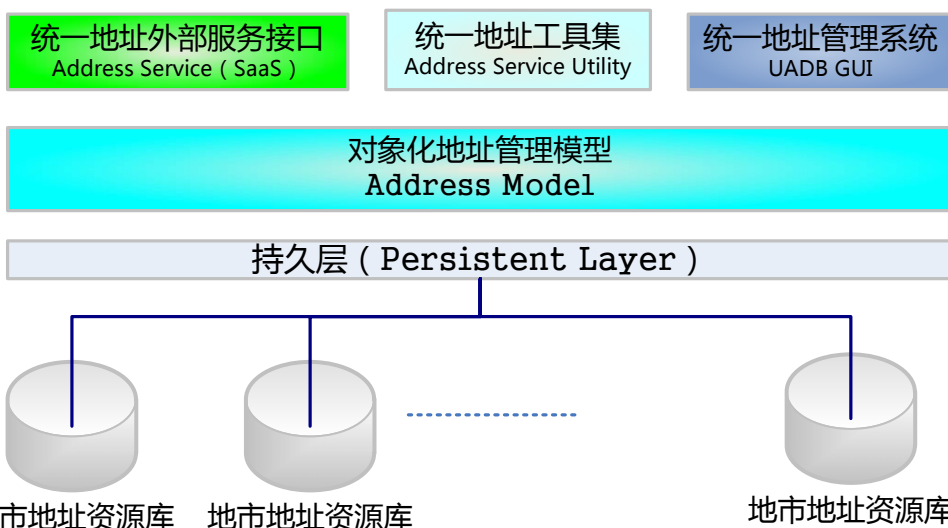 统一地址外部服务接口
Address Service（SaaS）
统一地址工具集
Address Service Utility
统一地址管理系统
UADB GUI
对象化地址管理模型
Address Model
持久层（Persistent Layer）
市地址资源库
地市地址资源库
地市地址资源库